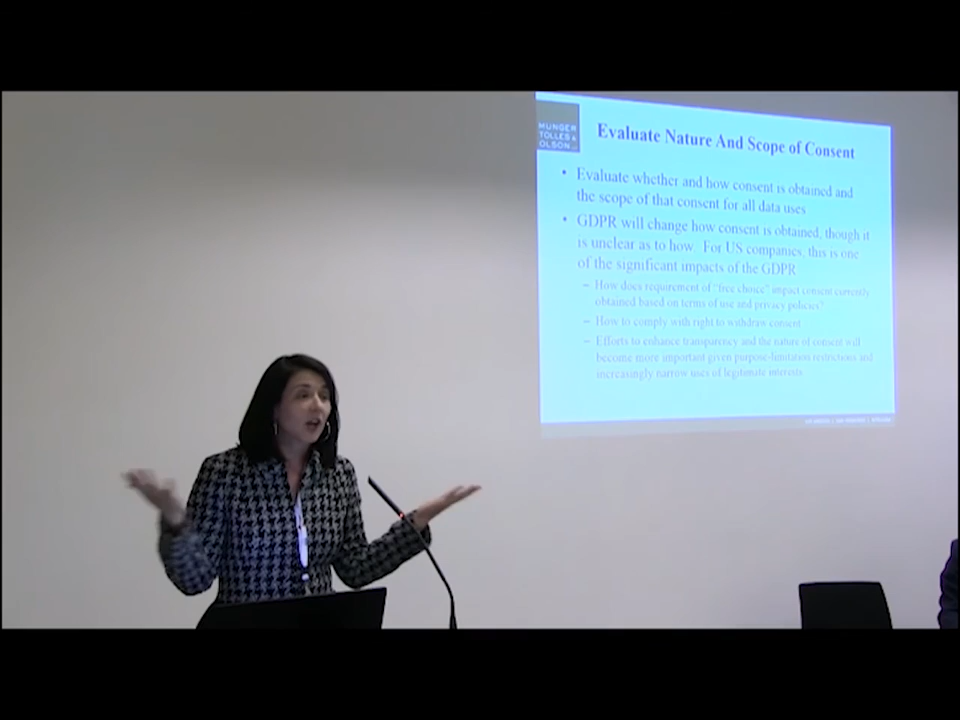 MUNGER
TOLLES &
OLSON LLP
Evaluate Nature And Scope of Consent
• Evaluate whether and how consent is obtained and
the scope of that consent for all data uses
• GDPR will change how consent is obtained, though it
is unclear as to how. For US companies, this is one
of the significant impacts of the GDPR
– How does requirement of "free choice" impact consent currently
obtained based on terms of use and privacy policies?
– How to comply with right to withdraw consent
– Efforts to enhance transparency and the nature of consent will
become more important given purpose-limitation restrictions and
increasingly narrow uses of legitimate interests